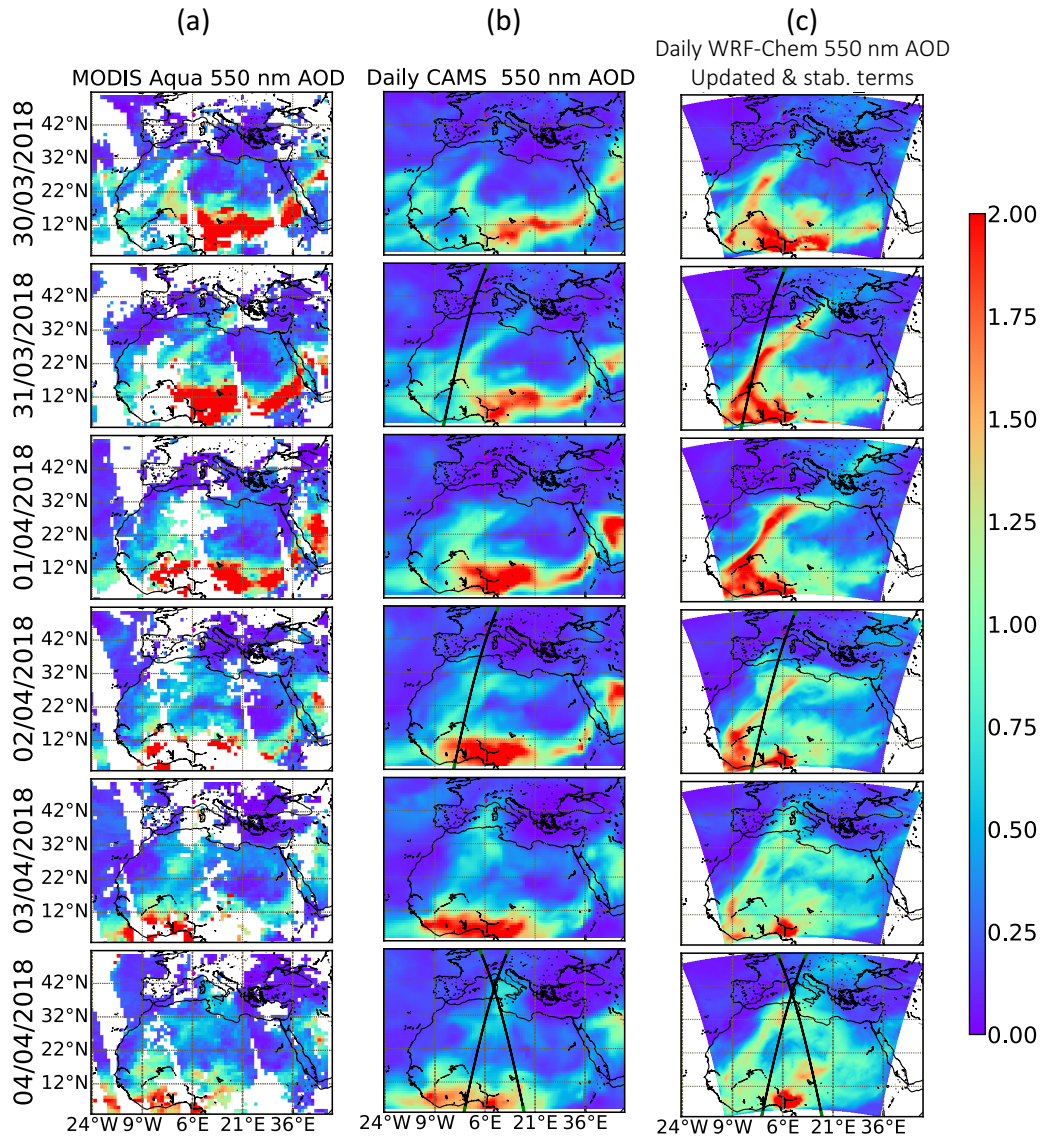 (a) (b) (c)
MODIS Aqua 550 nm AOD
Daily CAMS 550 nm AOD
Daily WRF-Chem 550 nm AOD
Updated & stab. terms
30/03/2018
42°N
32°N
22°N
12°N
31/03/2018
42°N
32°N
22°N
12°N
01/04/2018
42°N
32°N
22°N
12°N
02/04/2018
42°N
32°N
22°N
12°N
03/04/2018
42°N
32°N
22°N
12°N
04/04/2018
42°N
32°N
22°N
12°N
24°W 9°W 6°E 21°E 36°E
24°W 9°W 6°E 21°E 36°E
24°W 9°W 6°E 21°E 36°E
2.00
1.75
1.50
1.25
1.00
0.75
0.50
0.25
0.00